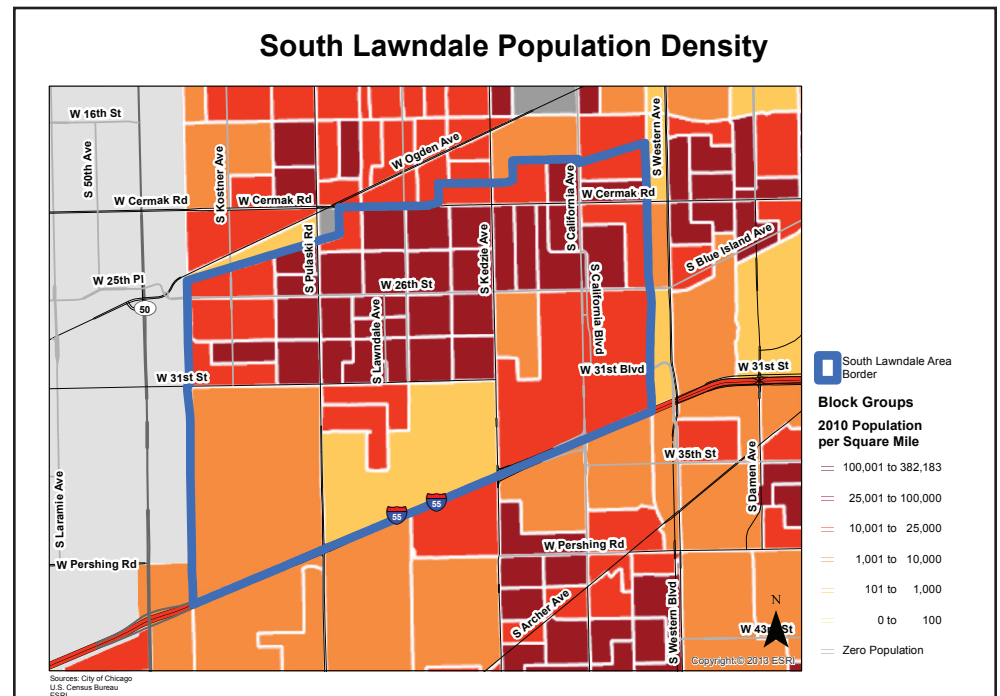 South Lawndale Population Density
W 16th St
S 50th Ave
S Kostner Ave
W Ogden Ave
S Western Ave
W Cermak Rd
W Cermak Rd
W Cermak Rd
S California Ave
S Pulaski Rd
S Kedzie Ave
S Blue Island Ave
W 25th Pl
W 26th St
50
S Lawndale Ave
S California Blvd
W 31st St
W 31st Blvd
W 31st St
S Laramie Ave
W 35th St
S Damen Ave
55
55
W Pershing Rd
W Pershing Rd
S Archer Ave
S Western Blvd
W 43rd St
N
Copyright:© 2013 ESRI
South Lawndale Area
Border
Block Groups
2010 Population
per Square Mile
100,001 to 382,183
25,001 to 100,000
10,001 to 25,000
1,001 to 10,000
101 to 1,000
0 to 100
Zero Population
Sources: City of Chicago
U.S. Census Bureau
ESRI